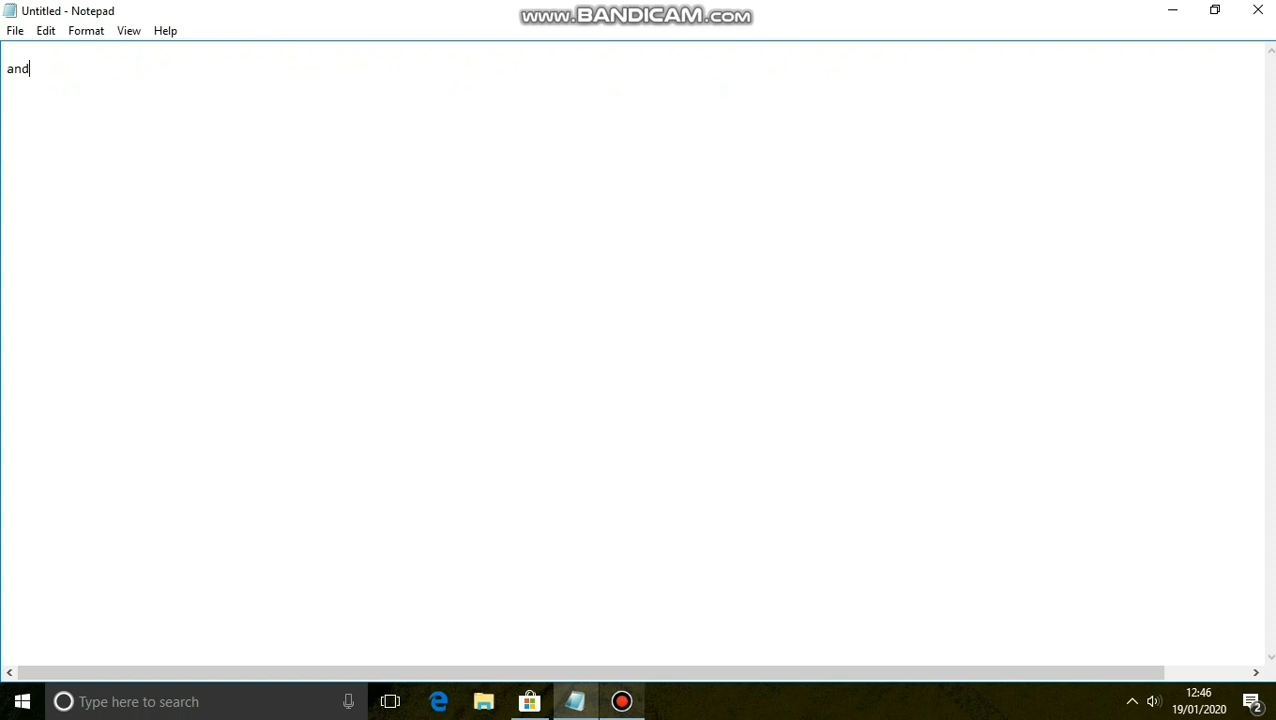 Untitled - Notepad
www.BANDICAM.com
File Edit Format View Help
and
Type here to search
12:46
19/01/2020
2